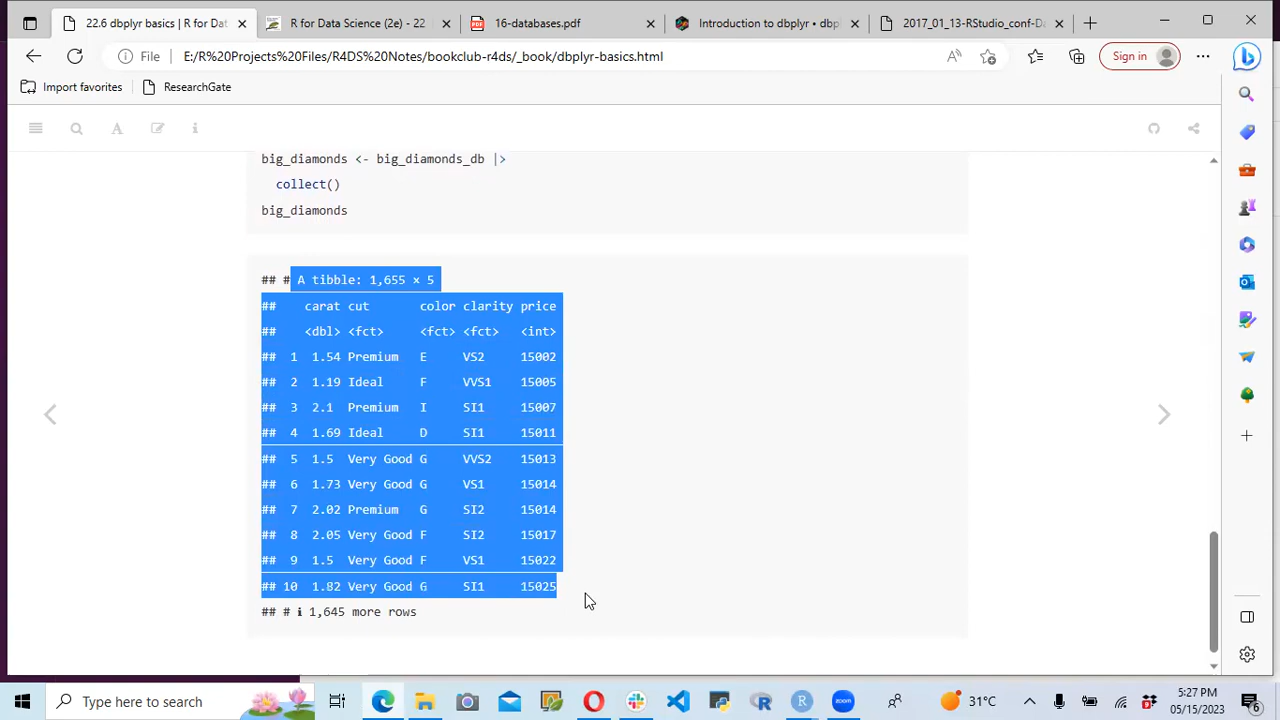 22.6 dbplyr basics | R for Dat
R for Data Science (2e) - 22
16-databases.pdf
Introduction to dbplyr • dbp
2017_01_13-RStudio_conf-Da
File
E:/R%20Projects%20Files/R4DS%20Notes/bookclub-r4ds/_book/dbplyr-basics.html
Sign in
Import favorites
ResearchGate
big_diamonds <- big_diamonds_db |>
collect()
big_diamonds
## # A tibble: 1,655 × 5
## carat cut color clarity price
## <dbl> <fct> <fct> <fct> <int>
## 1 1.54 Premium E VS2 15002
## 2 1.19 Ideal F VVS1 15005
## 3 2.1 Premium I SI1 15007
## 4 1.69 Ideal D SI1 15011
## 5 1.5 Very Good G VVS2 15013
## 6 1.73 Very Good G VS1 15014
## 7 2.02 Premium G SI2 15014
## 8 2.05 Very Good F SI2 15017
## 9 1.5 Very Good F VS1 15022
## 10 1.82 Very Good G SI1 15025
## # ℹ 1,645 more rows
Type here to search
31°C
5:27 PM
05/15/2023
6